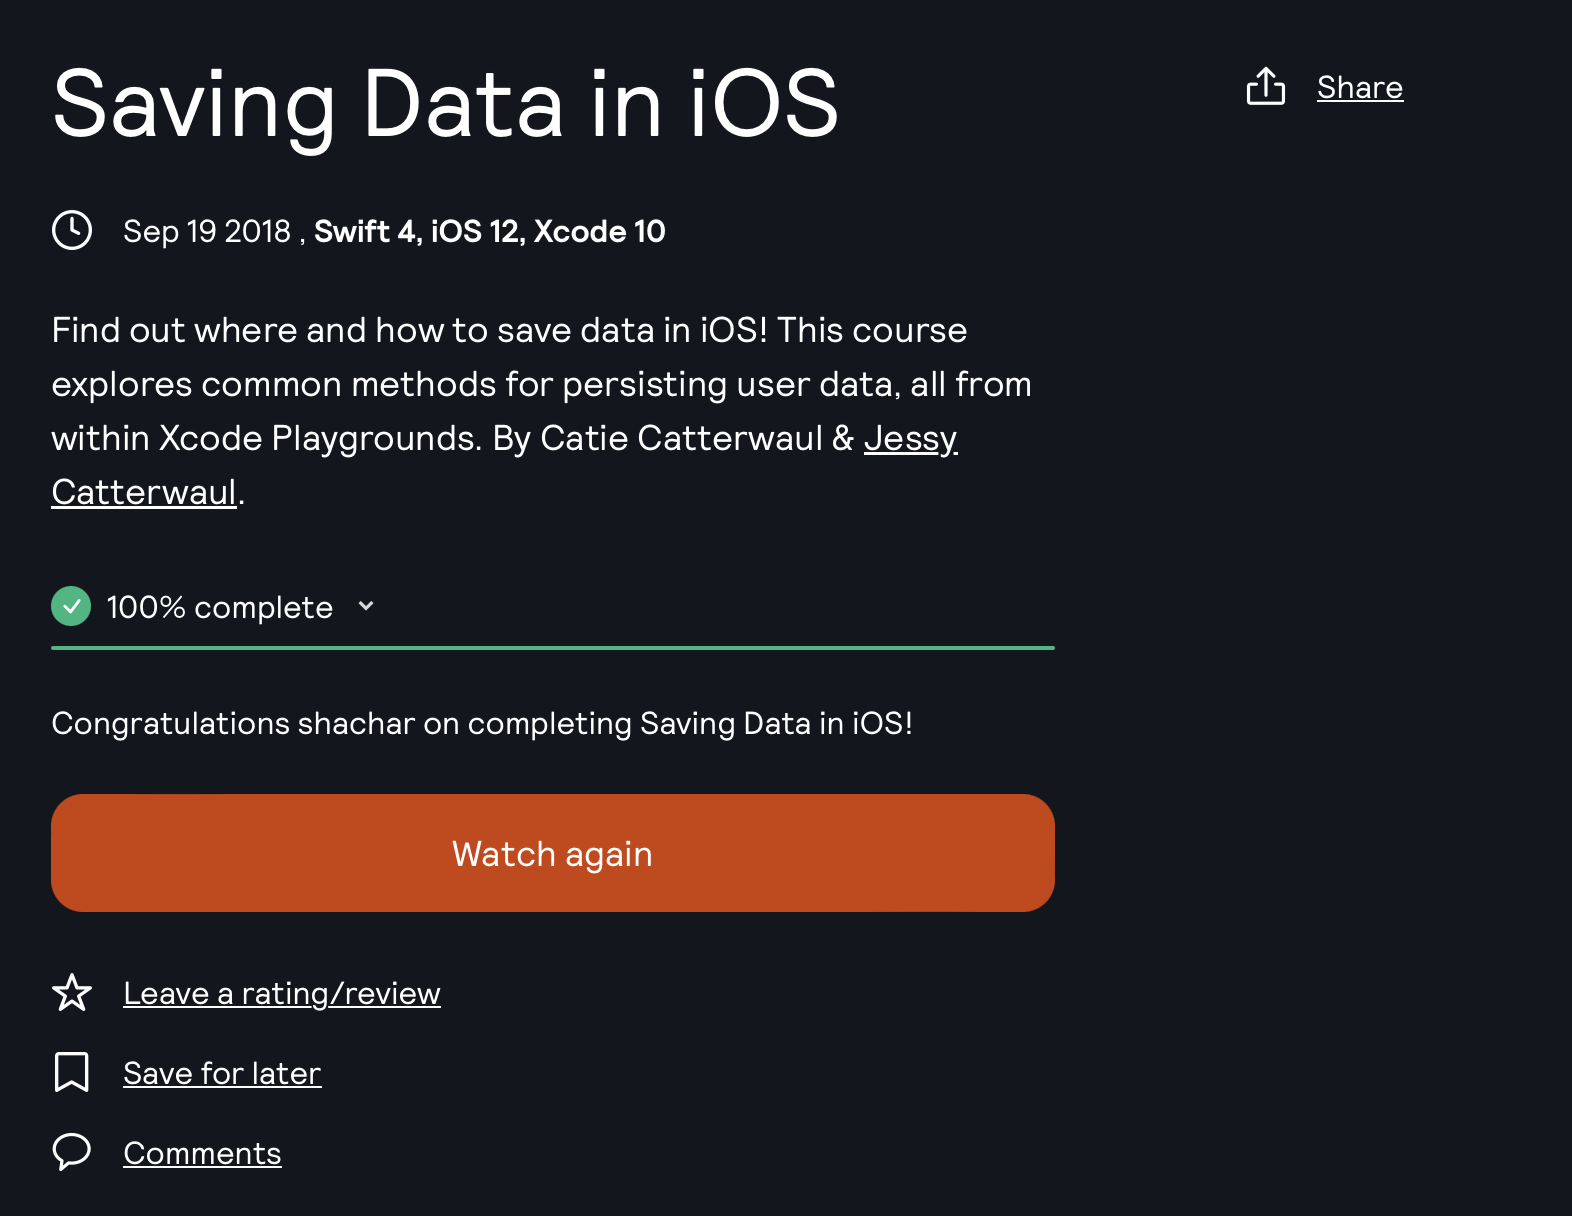 Saving Data in iOS
Share
Sep 19 2018 , Swift 4, iOS 12, Xcode 10
Find out where and how to save data in iOS! This course
explores common methods for persisting user data, all from
within Xcode Playgrounds. By Catie Catterwaul & Jessy
Catterwaul.
100% complete
Congratulations shachar on completing Saving Data in iOS!
Watch again
Leave a rating/review
Save for later
Comments